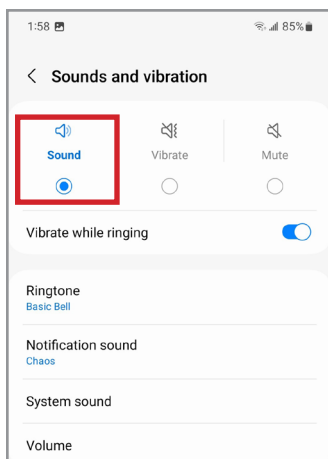 1:58 85%
Sounds and vibration
Sound Vibrate Mute
Vibrate while ringing
Ringtone
Basic Bell
Notification sound
Chaos
System sound
Volume